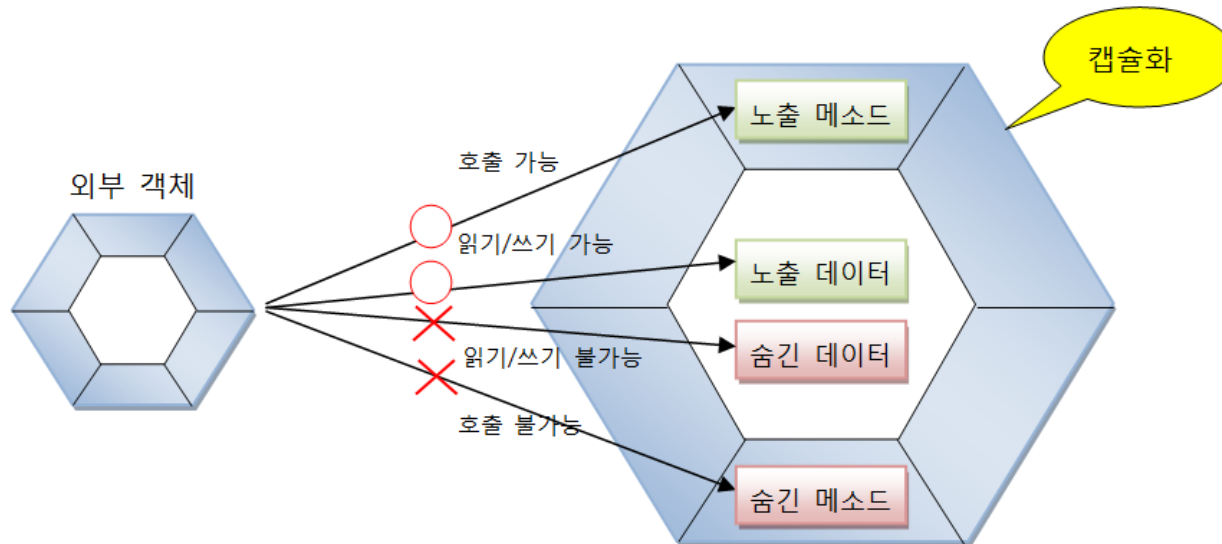 캡슐화
노출 메소드
호출 가능
외부 객체
읽기/쓰기 가능
노출 데이터
숨긴 데이터
읽기/쓰기 불가능
호출 불가능
숨긴 메소드